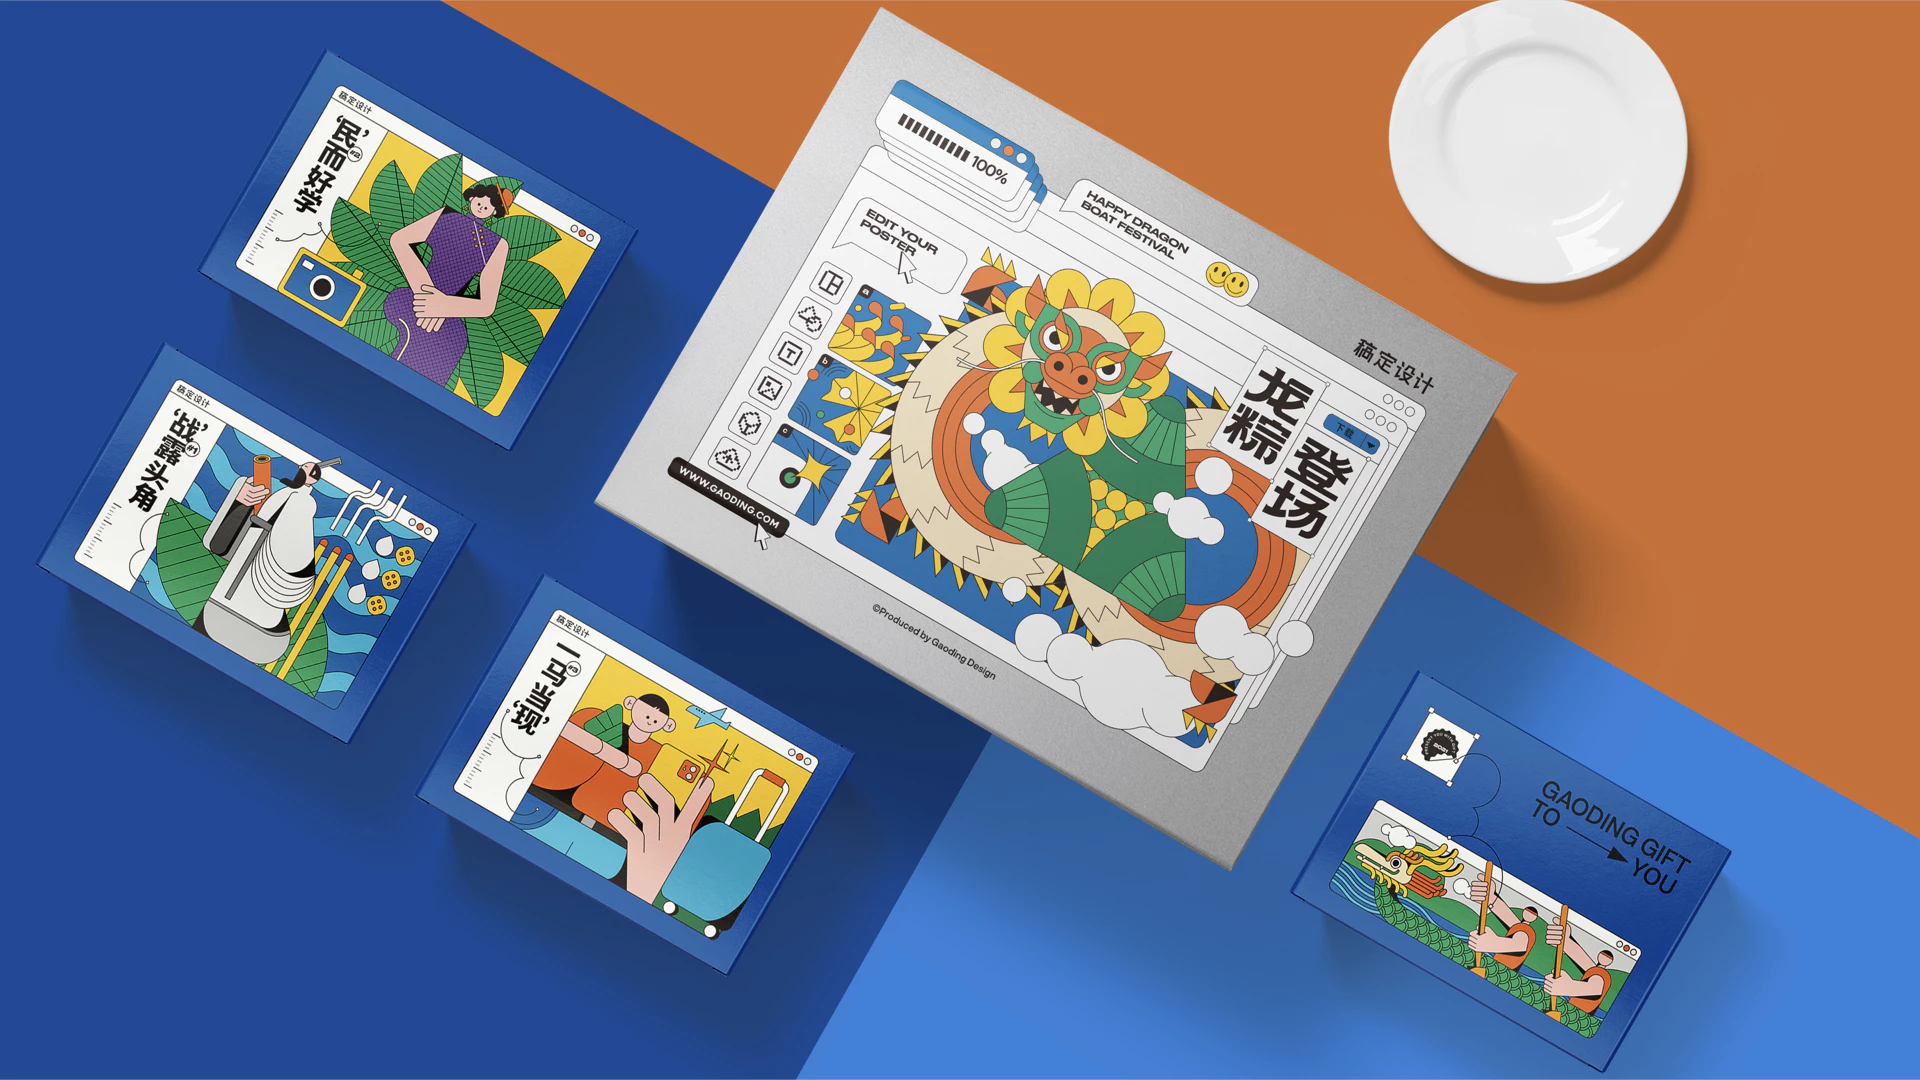 稿定设计
‘民’而好学
#2
稿定设计
‘战’露头角
#1
稿定设计
一马当‘现’
#3
100%
HAPPY DRAGON
BOAT FESTIVAL
EDIT YOUR
POSTER
a
b
c
WWW.GAODING.COM
稿定设计
下载
龙粽
登场
©Produced by Gaoding Design
GAODING GIFT
TO
YOU